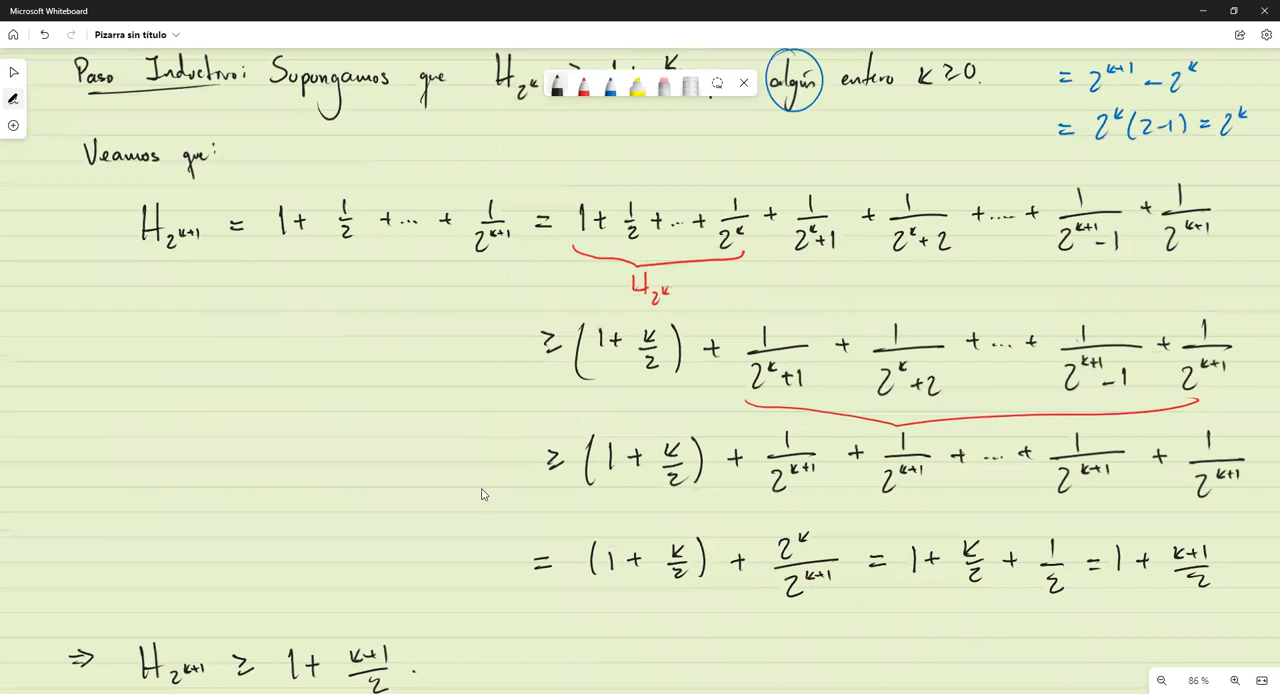 Microsoft Whiteboard
Pizarra sin título
Paso Inductivo: Supongamos que H_{2^k} algún entero k ≥ 0.
= 2^{k+1} - 2^k
= 2^k (2-1) = 2^k
Veamos que:
H_{2^{k+1}} = 1 + 1/2 + ... + 1/2^{k+1} = 1 + 1/2 + ... + 1/2^k + 1/(2^k+1) + 1/(2^k+2) + .... + 1/(2^{k+1}-1) + 1/2^{k+1}
H_{2^k}
≥ (1 + k/2) + 1/(2^k+1) + 1/(2^k+2) + ... + 1/(2^{k+1}-1) + 1/2^{k+1}
≥ (1 + k/2) + 1/2^{k+1} + 1/2^{k+1} + ... + 1/2^{k+1} + 1/2^{k+1}
= (1 + k/2) + 2^k/2^{k+1} = 1 + k/2 + 1/2 = 1 + (k+1)/2
⇒ H_{2^{k+1}} ≥ 1 + (k+1)/2 .
86 %